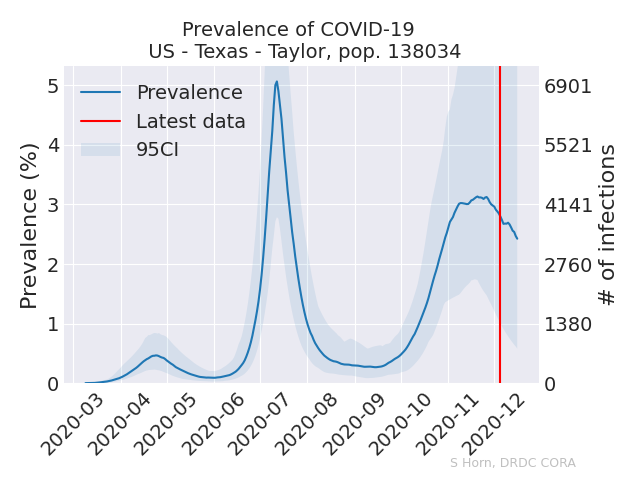 Prevalence of COVID-19
US - Texas - Taylor, pop. 138034
Prevalence
Latest data
95CI
Prevalence (%)
5
4
3
2
1
0
6901
5521
4141
2760
1380
0
# of infections
2020-03
2020-04
2020-05
2020-06
2020-07
2020-08
2020-09
2020-10
2020-11
2020-12
S Horn, DRDC CORA